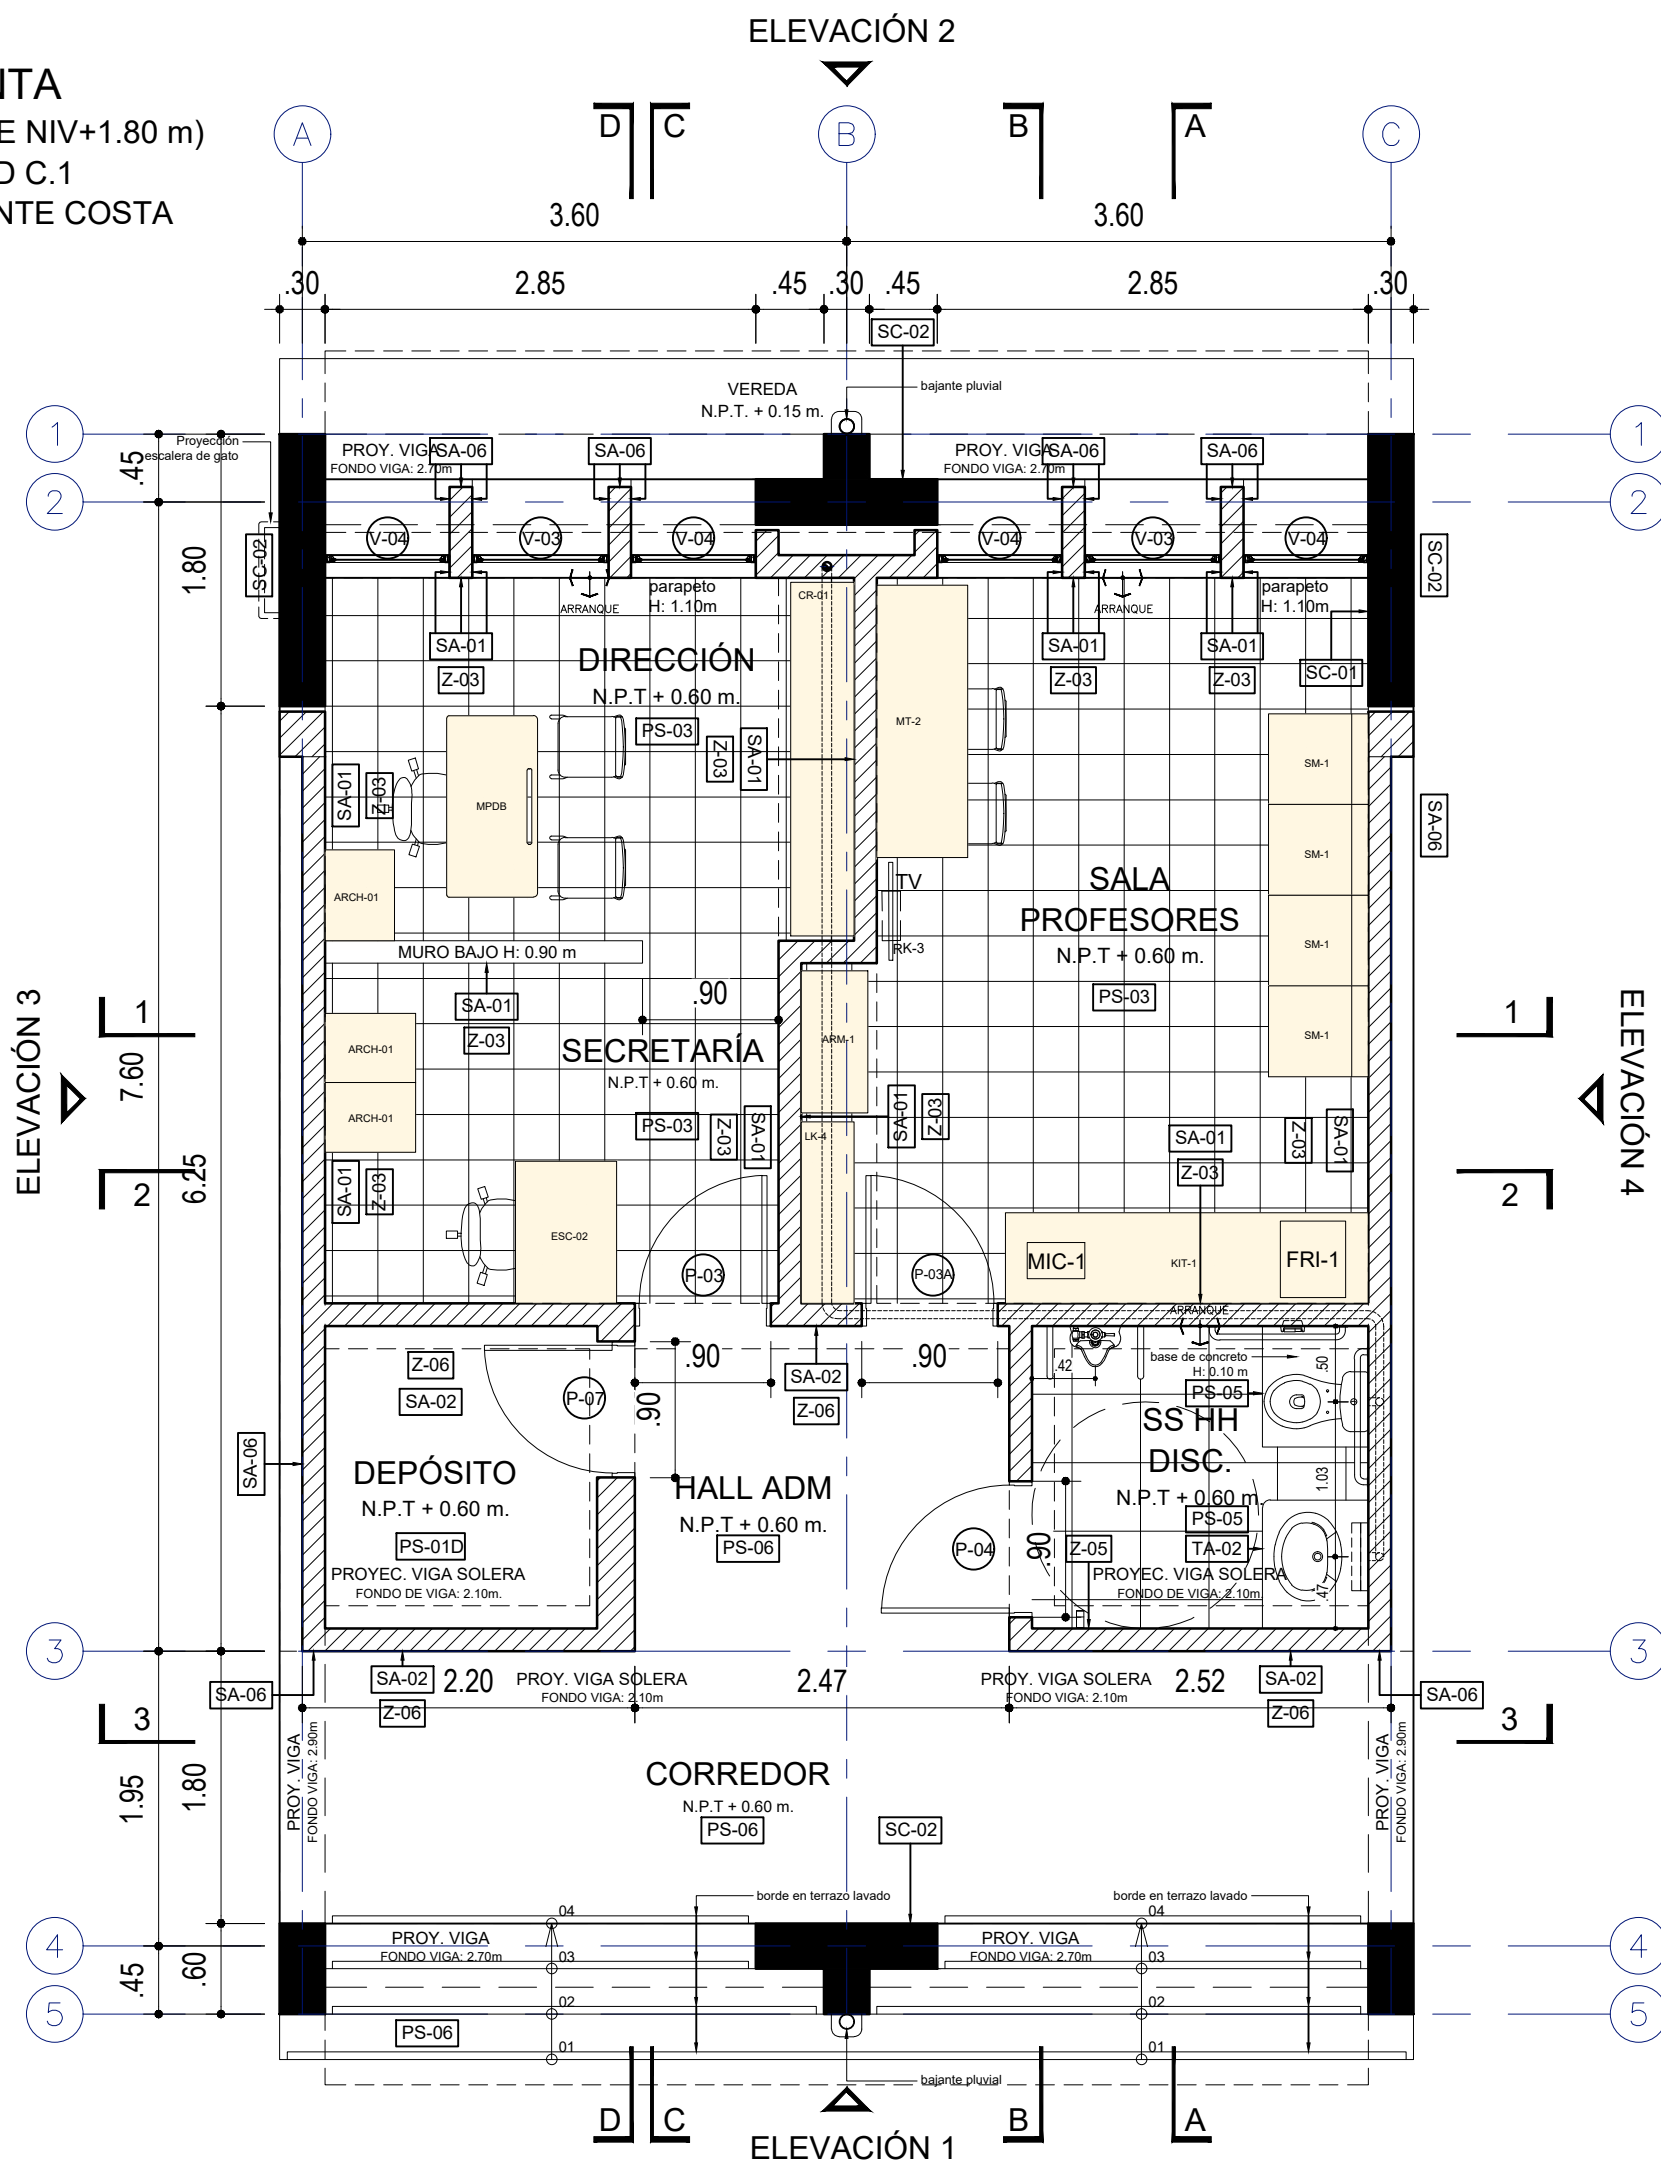 ELEVACIÓN 2
NTA
E NIV+1.80 m)
D C.1
NTE COSTA
A
D
C
B
B
A
C
3.60
3.60
.30
2.85
.45
.30
.45
2.85
.30
SC-02
VEREDA
N.P.T. + 0.15 m.
bajante pluvial
1
1
Proyección
escalera de gato
.45
PROY. VIGA
FONDO VIGA: 2.70m
SA-06
SA-06
PROY. VIGA
FONDO VIGA: 2.70m
SA-06
SA-06
2
2
V-04
V-03
V-04
V-04
V-03
V-04
SC-02
SC-02
1.80
ARRANQUE
parapeto
H: 1.10m
CR-01
ARRANQUE
parapeto
H: 1.10m
SA-01
Z-03
SA-01
Z-03
SA-01
Z-03
SC-01
DIRECCIÓN
N.P.T + 0.60 m.
PS-03
Z-03
SA-01
MT-2
SA-01
Z-03
MPDB
SM-1
SM-1
SM-1
SM-1
SA-06
ARCH-01
TV
RK-3
SALA
PROFESORES
N.P.T + 0.60 m.
PS-03
MURO BAJO H: 0.90 m
SA-01
Z-03
.90
ELEVACIÓN 3
1
7.60
ARCH-01
ARCH-01
SECRETARÍA
N.P.T + 0.60 m.
PS-03
Z-03
SA-01
ARM-1
LK-4
SA-01
Z-03
SA-01
Z-03
Z-03
SA-01
1
ELEVACIÓN 4
2
6.25
SA-01
Z-03
2
ESC-02
P-03
P-03A
MIC-1
KIT-1
FRI-1
ARRANQUE
Z-06
SA-02
P-07
.90
.90
.90
SA-02
Z-06
.42
base de concreto
H: 0.10 m
.50
PS-05
SS HH
DISC.
N.P.T + 0.60 m.
1.03
PS-05
TA-02
.47
SA-06
DEPÓSITO
N.P.T + 0.60 m.
PS-01D
PROYEC. VIGA SOLERA
FONDO DE VIGA: 2.10m.
HALL ADM
N.P.T + 0.60 m.
PS-06
P-04
.90
Z-05
PROYEC. VIGA SOLERA
FONDO DE VIGA: 2.10m.
3
3
SA-06
SA-02
Z-06
2.20
PROY. VIGA SOLERA
FONDO VIGA: 2.10m
2.47
PROY. VIGA SOLERA
FONDO VIGA: 2.10m
2.52
SA-02
Z-06
SA-06
3
3
1.95
1.80
PROY. VIGA
FONDO VIGA: 2.90m
CORREDOR
N.P.T + 0.60 m.
PS-06
SC-02
PROY. VIGA
FONDO VIGA: 2.90m
borde en terrazo lavado
borde en terrazo lavado
04
04
4
4
PROY. VIGA
FONDO VIGA: 2.70m
03
PROY. VIGA
FONDO VIGA: 2.70m
03
.45
.60
02
02
5
5
PS-06
01
01
bajante pluvial
D
C
B
A
ELEVACIÓN 1